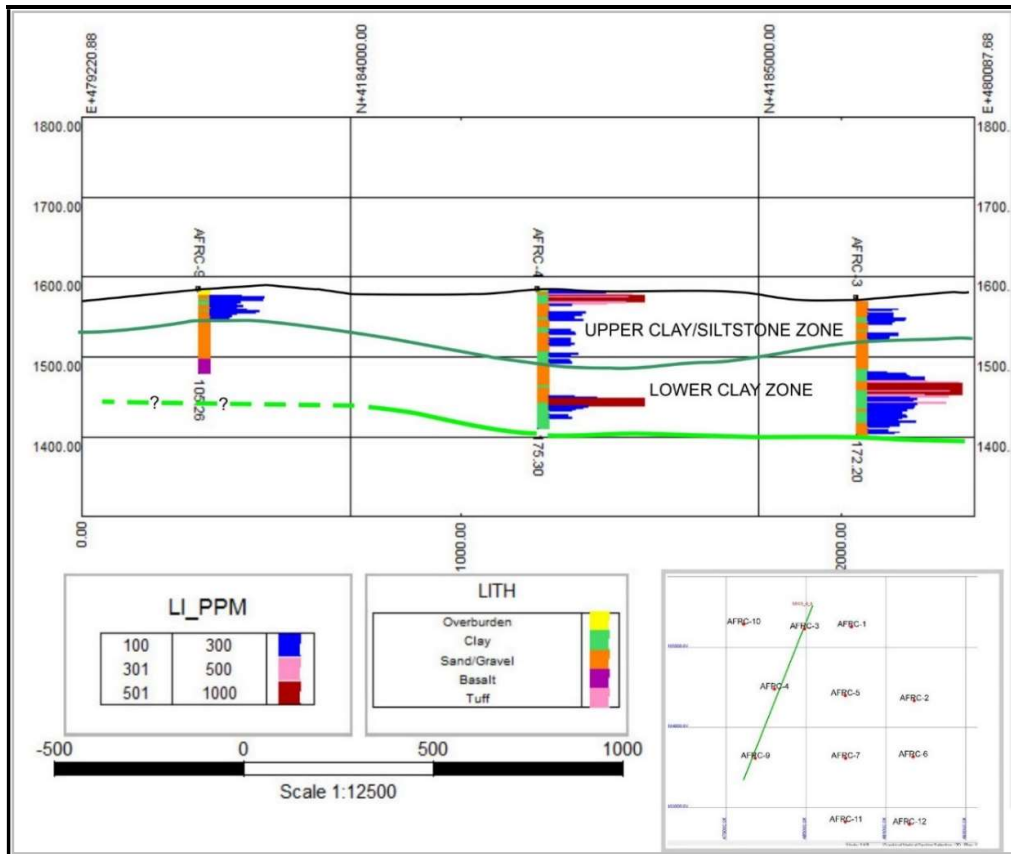 E+479220.88
N+4184000.00
N+4185000.00
E+480087.68
1800.00
1800.
1700.00
1700.
1600.00
1600.
1500.00
1500.
1400.00
1400.
AFRC-9
AFRC-4
AFRC-3
UPPER CLAY/SILTSTONE ZONE
LOWER CLAY ZONE
?
?
105.26
175.30
172.20
0.00
1000.00
2000.00
LI_PPM
100 300
301 500
501 1000
LITH
Overburden
Clay
Sand/Gravel
Basalt
Tuff
-500 0 500 1000
Scale 1:12500
AFRC-10
AFRC-3
AFRC-1
AFRC-4
AFRC-5
AFRC-2
AFRC-9
AFRC-7
AFRC-6
AFRC-11
AFRC-12